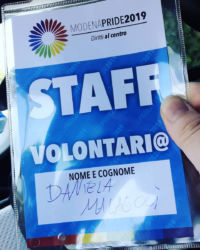 MODENAPRIDE2019
Diritti al centro
STAFF
VOLONTARI@
NOME E COGNOME
DANIELA